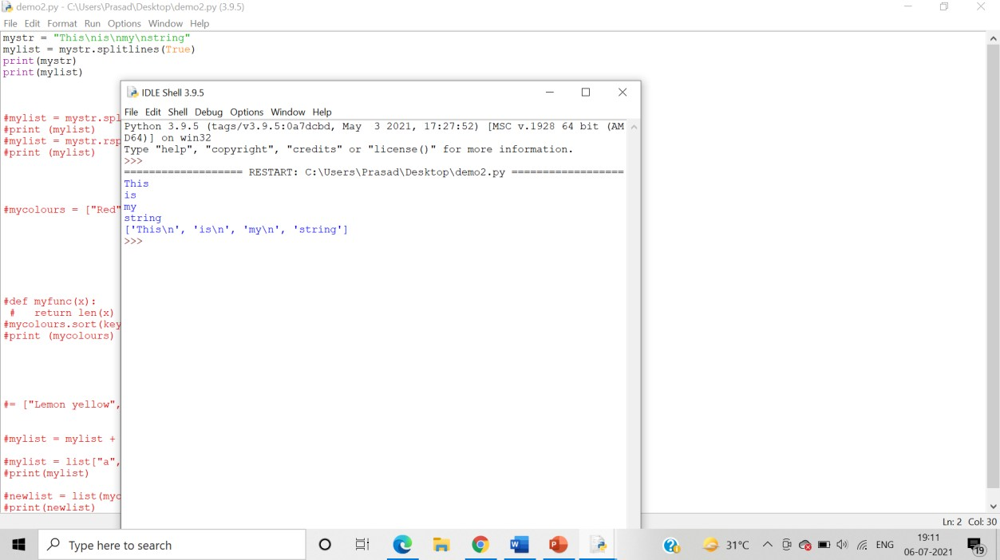 demo2.py - C:\Users\Prasad\Desktop\demo2.py (3.9.5)
File Edit Format Run Options Window Help
mystr = "This\nis\nmy\nstring"
mylist = mystr.splitlines(True)
print(mystr)
print(mylist)
#mylist = mystr.spl
#print (mylist)
#mylist = mystr.rsp
#print (mylist)
#mycolours = ["Red"
#def myfunc(x):
#   return len(x)
#mycolours.sort(key
#print (mycolours)
#= ["Lemon yellow",
#mylist = mylist +
#mylist = list["a",
#print(mylist)
#newlist = list(myc
#print(newlist)
IDLE Shell 3.9.5
File Edit Shell Debug Options Window Help
Python 3.9.5 (tags/v3.9.5:0a7dcbd, May  3 2021, 17:27:52) [MSC v.1928 64 bit (AM
D64)] on win32
Type "help", "copyright", "credits" or "license()" for more information.
>>>
=================== RESTART: C:\Users\Prasad\Desktop\demo2.py ==================
This
is
my
string
['This\n', 'is\n', 'my\n', 'string']
>>>
Ln: 2 Col: 30
Type here to search
31°C
ENG
19:11
06-07-2021
19